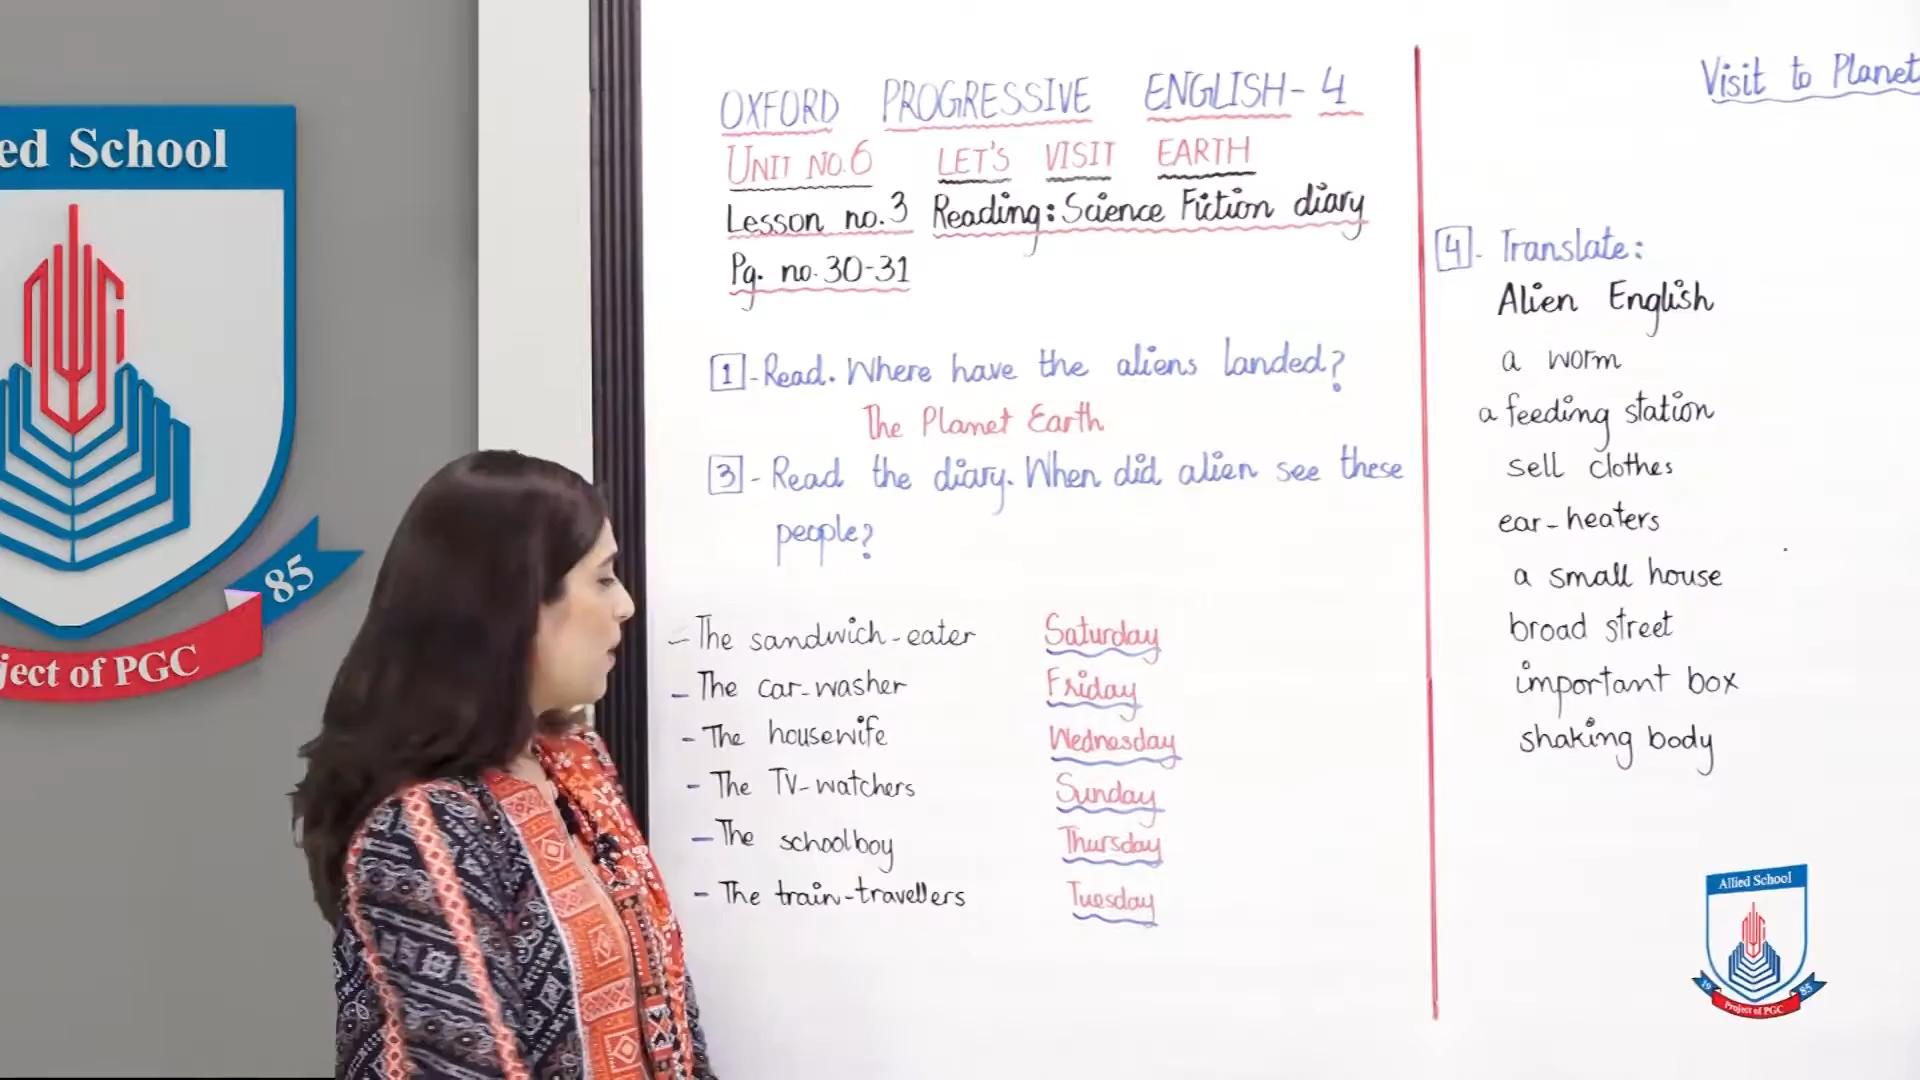 ed School
ject of PGC
85
OXFORD PROGRESSIVE ENGLISH-4
UNIT NO.6 LET'S VISIT EARTH
Lesson no.3 Reading: Science Fiction diary
Pg. no.30-31
1 - Read. Where have the aliens landed?
The Planet Earth
3 - Read the diary. When did alien see these
people?
- The sandwich-eater Saturday
- The car-washer Friday
- The housewife Wednesday
- The TV-watchers Sunday
- The schoolboy Thursday
- The train-travellers Tuesday
Visit to Planet
4 - Translate:
Alien English
a worm
a feeding station
sell clothes
ear-heaters
a small house
broad street
important box
shaking body
Allied School
19 85
Project of PGC